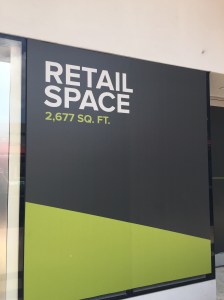 RETAIL
SPACE
2,677 SQ. FT.